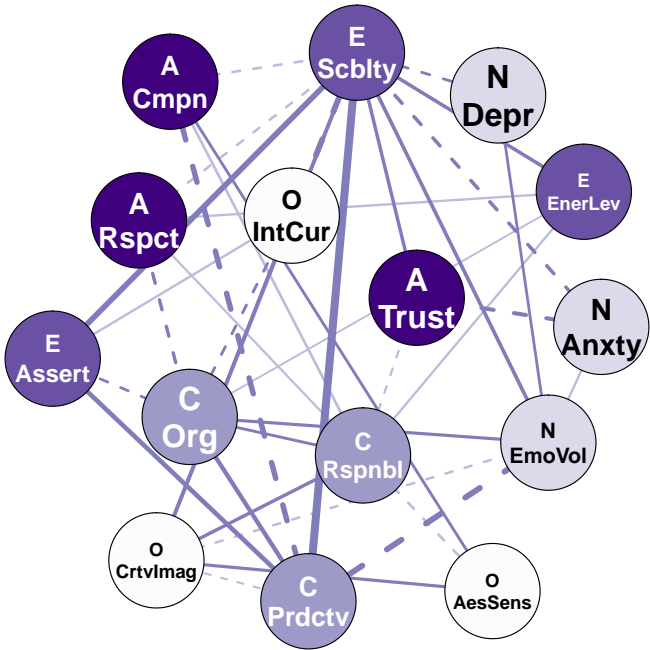 E
Scblty
A
Cmpn
N
Depr
E
EnerLev
A
Rspct
O
IntCur
A
Trust
N
Anxty
E
Assert
C
Org
C
Rspnbl
N
EmoVol
O
CrtvImag
C
Prdctv
O
AesSens